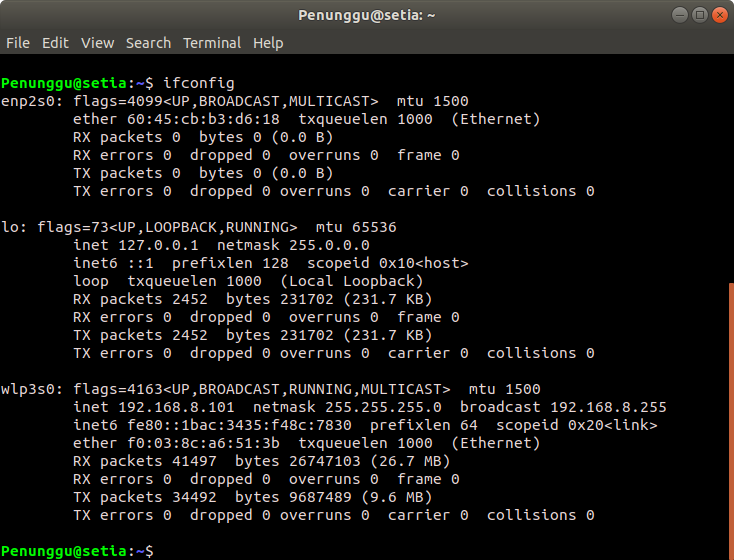 Penunggu@setia: ~
File Edit View Search Terminal Help
Penunggu@setia:~$ ifconfig
enp2s0: flags=4099<UP,BROADCAST,MULTICAST>  mtu 1500
        ether 60:45:cb:b3:d6:18  txqueuelen 1000  (Ethernet)
        RX packets 0  bytes 0 (0.0 B)
        RX errors 0  dropped 0  overruns 0  frame 0
        TX packets 0  bytes 0 (0.0 B)
        TX errors 0  dropped 0 overruns 0  carrier 0  collisions 0

lo: flags=73<UP,LOOPBACK,RUNNING>  mtu 65536
        inet 127.0.0.1  netmask 255.0.0.0
        inet6 ::1  prefixlen 128  scopeid 0x10<host>
        loop  txqueuelen 1000  (Local Loopback)
        RX packets 2452  bytes 231702 (231.7 KB)
        RX errors 0  dropped 0  overruns 0  frame 0
        TX packets 2452  bytes 231702 (231.7 KB)
        TX errors 0  dropped 0 overruns 0  carrier 0  collisions 0

wlp3s0: flags=4163<UP,BROADCAST,RUNNING,MULTICAST>  mtu 1500
        inet 192.168.8.101  netmask 255.255.255.0  broadcast 192.168.8.255
        inet6 fe80::1bac:3435:f48c:7830  prefixlen 64  scopeid 0x20<link>
        ether f0:03:8c:a6:51:3b  txqueuelen 1000  (Ethernet)
        RX packets 41497  bytes 26747103 (26.7 MB)
        RX errors 0  dropped 0  overruns 0  frame 0
        TX packets 34492  bytes 9687489 (9.6 MB)
        TX errors 0  dropped 0 overruns 0  carrier 0  collisions 0

Penunggu@setia:~$